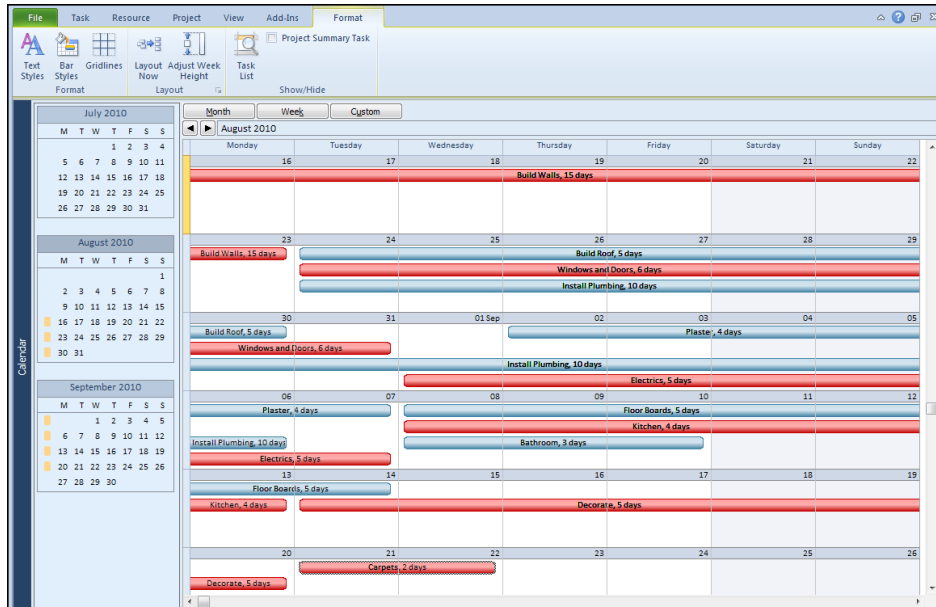 File Task Resource Project View Add-Ins Format
Text Styles Bar Styles Gridlines Layout Now Adjust Week Height Task List Project Summary Task
Format Layout Show/Hide
Calendar
July 2010
M T W T F S S
1 2 3 4
5 6 7 8 9 10 11
12 13 14 15 16 17 18
19 20 21 22 23 24 25
26 27 28 29 30 31
August 2010
M T W T F S S
1
2 3 4 5 6 7 8
9 10 11 12 13 14 15
16 17 18 19 20 21 22
23 24 25 26 27 28 29
30 31
September 2010
M T W T F S S
1 2 3 4 5
6 7 8 9 10 11 12
13 14 15 16 17 18 19
20 21 22 23 24 25 26
27 28 29 30
Month Week Custom
August 2010
Monday Tuesday Wednesday Thursday Friday Saturday Sunday
16 17 18 19 20 21 22
Build Walls, 15 days
23 24 25 26 27 28 29
Build Walls, 15 days Build Roof, 5 days
Windows and Doors, 6 days
Install Plumbing, 10 days
30 31 01 Sep 02 03 04 05
Build Roof, 5 days Plaster, 4 days
Windows and Doors, 6 days
Install Plumbing, 10 days
Electrics, 5 days
06 07 08 09 10 11 12
Plaster, 4 days Floor Boards, 5 days
Kitchen, 4 days
Install Plumbing, 10 days Bathroom, 3 days
Electrics, 5 days
13 14 15 16 17 18 19
Floor Boards, 5 days
Kitchen, 4 days Decorate, 5 days
20 21 22 23 24 25 26
Carpets, 2 days
Decorate, 5 days